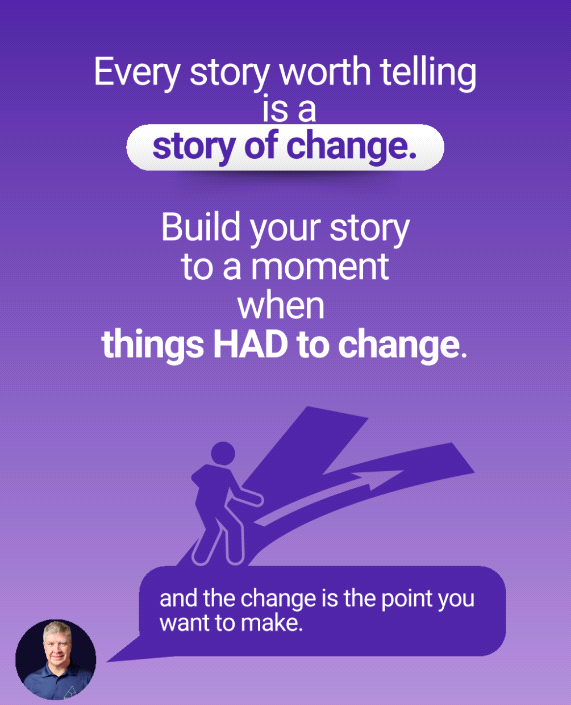 Every story worth telling
is a
story of change.
Build your story
to a moment
when
things HAD to change.
and the change is the point you
want to make.